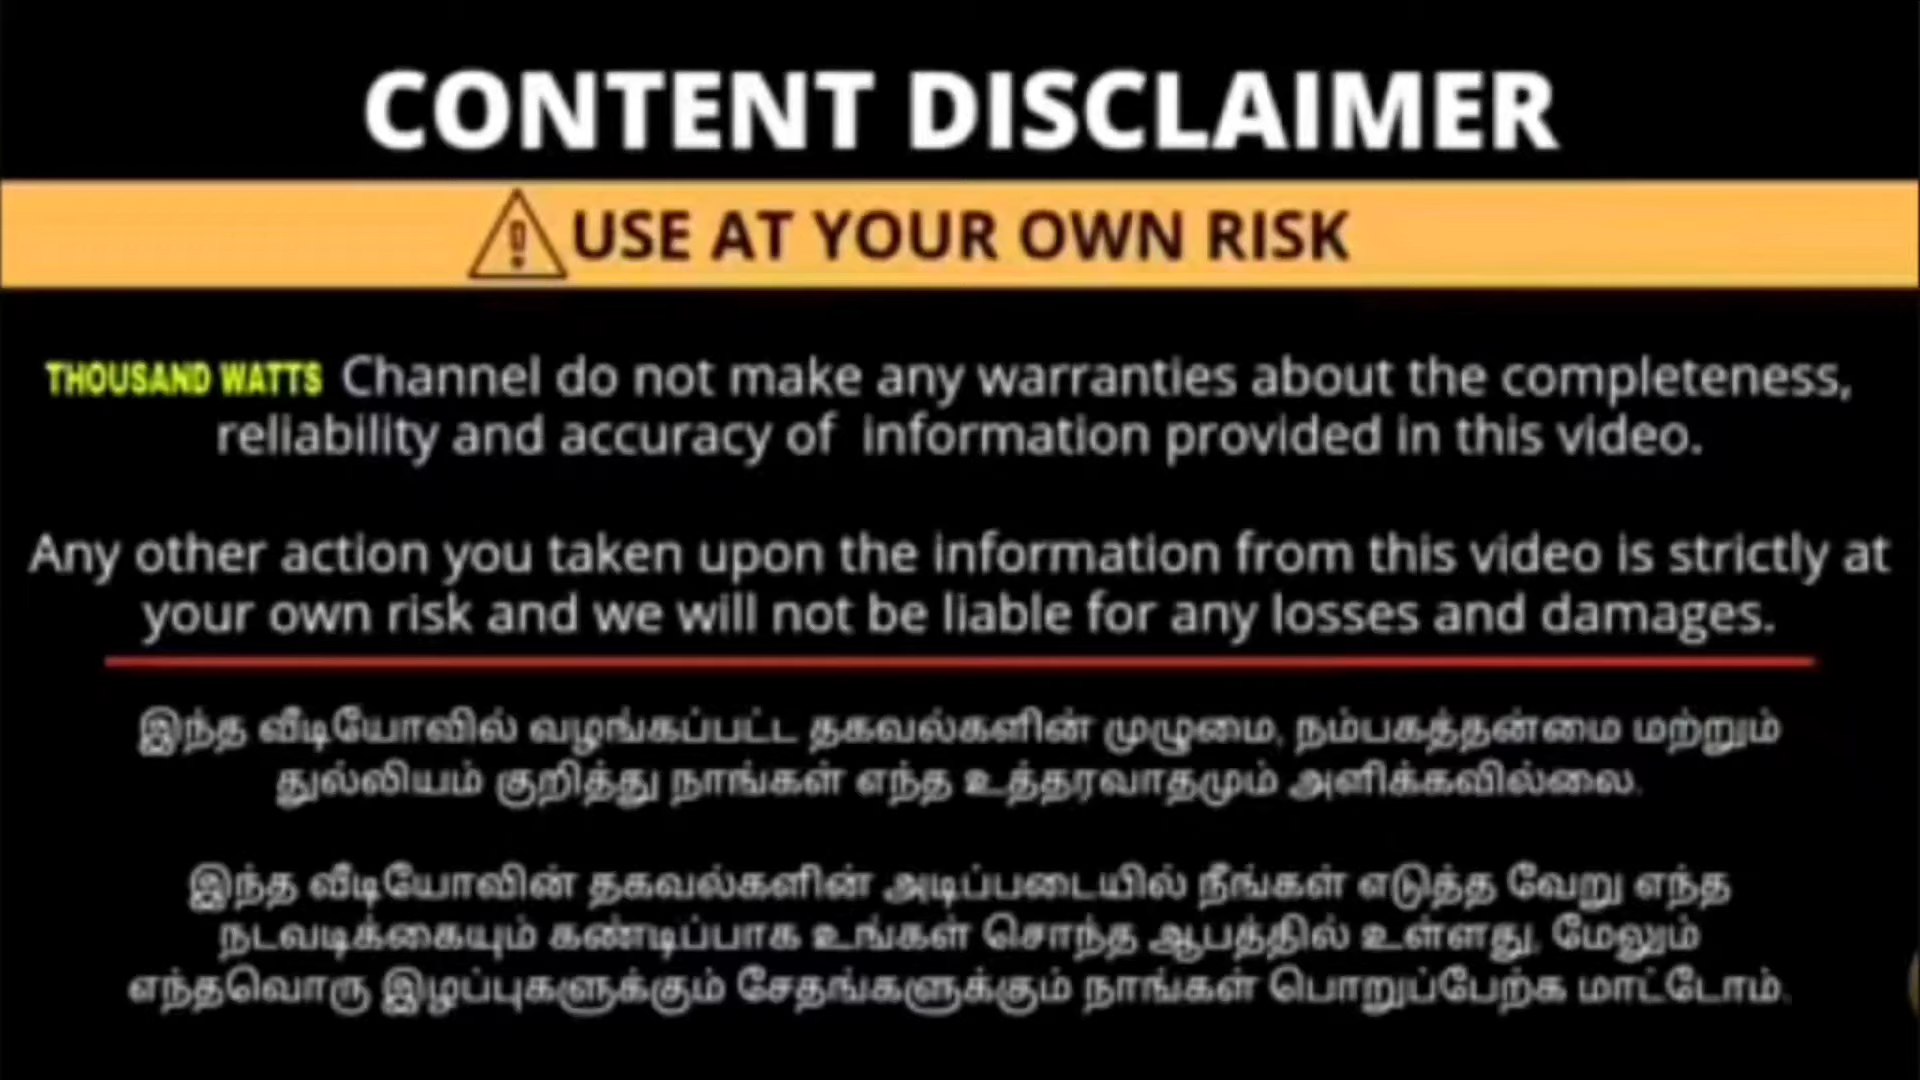 CONTENT DISCLAIMER
USE AT YOUR OWN RISK
THOUSAND WATTS Channel do not make any warranties about the completeness,
reliability and accuracy of information provided in this video.
Any other action you taken upon the information from this video is strictly at
your own risk and we will not be liable for any losses and damages.
இந்த வீடியோவில் வழங்கப்பட்ட தகவல்களின் முழுமை, நம்பகத்தன்மை மற்றும்
துல்லியம் குறித்து நாங்கள் எந்த உத்தரவாதமும் அளிக்கவில்லை.
இந்த வீடியோவின் தகவல்களின் அடிப்படையில் நீங்கள் எடுத்த வேறு எந்த
நடவடிக்கையும் கண்டிப்பாக உங்கள் சொந்த ஆபத்தில் உள்ளது, மேலும்
எந்தவொரு இழப்புகளுக்கும் சேதங்களுக்கும் நாங்கள் பொறுப்பேற்க மாட்டோம்.